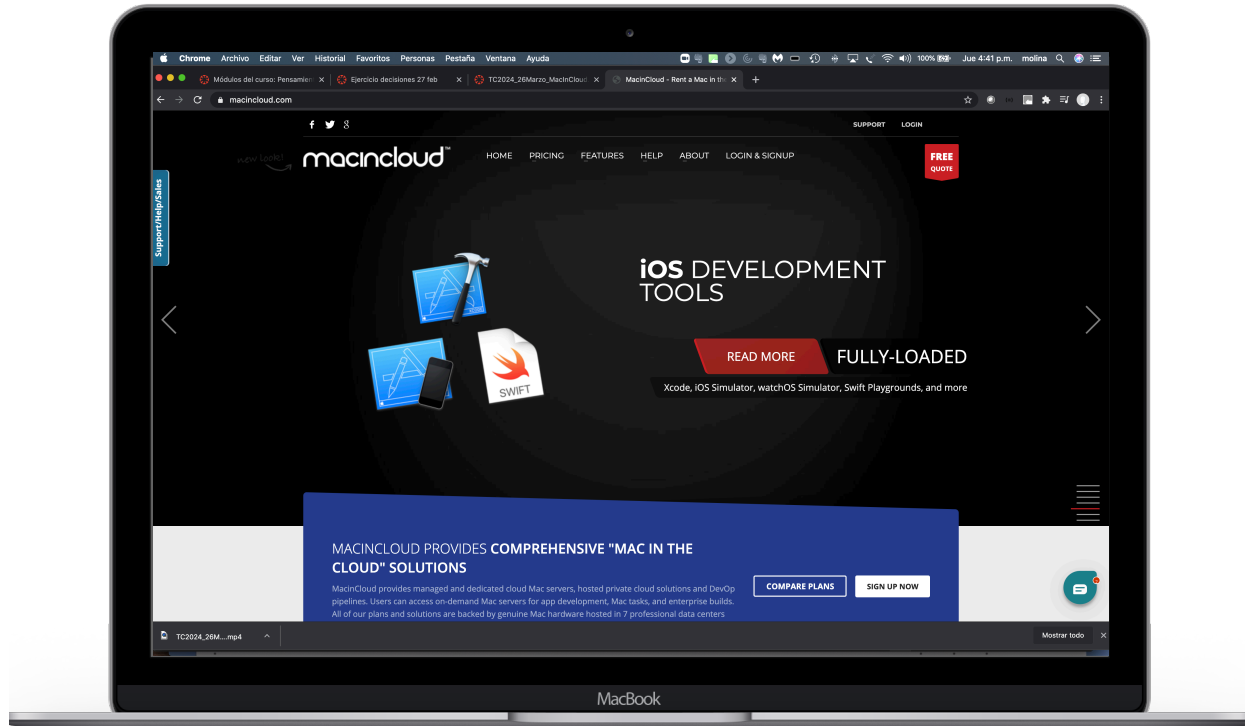 Chrome Archivo Editar Ver Historial Favoritos Personas Pestaña Ventana Ayuda 100% Jue 4:41 p.m. molina
Módulos del curso: Pensamien Ejercicio decisiones 27 feb TC2024_26Marzo_MacInCloud MacinCloud - Rent a Mac in the
macincloud.com
SUPPORT LOGIN
new look!
macincloud™ HOME PRICING FEATURES HELP ABOUT LOGIN & SIGNUP
FREE
QUOTE
Support/Help/Sales
iOS DEVELOPMENT
TOOLS
READ MORE FULLY-LOADED
Xcode, iOS Simulator, watchOS Simulator, Swift Playgrounds, and more
SWIFT
MACINCLOUD PROVIDES COMPREHENSIVE "MAC IN THE
CLOUD" SOLUTIONS
MacinCloud provides managed and dedicated cloud Mac servers, hosted private cloud solutions and DevOp
pipelines. Users can access on-demand Mac servers for app development, Mac tasks, and enterprise builds.
All of our plans and solutions are backed by genuine Mac hardware hosted in 7 professional data centers
COMPARE PLANS SIGN UP NOW
TC2024_26M....mp4 Mostrar todo
MacBook